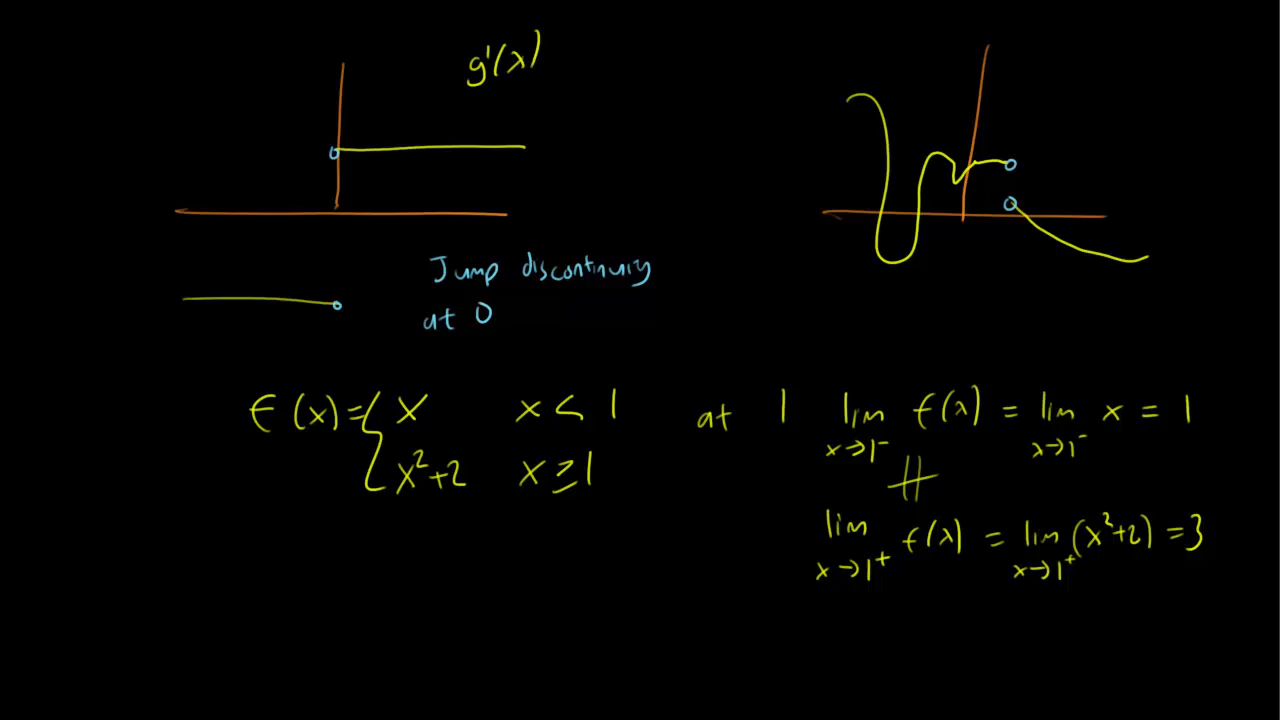 g'(x)
Jump discontinuity
at 0
f(x)= { x x < 1
x²+2 x ≥ 1
at 1 lim x→1⁻ f(x) = lim x→1⁻ x = 1
≠
lim x→1⁺ f(x) = lim x→1⁺ (x²+2) = 3